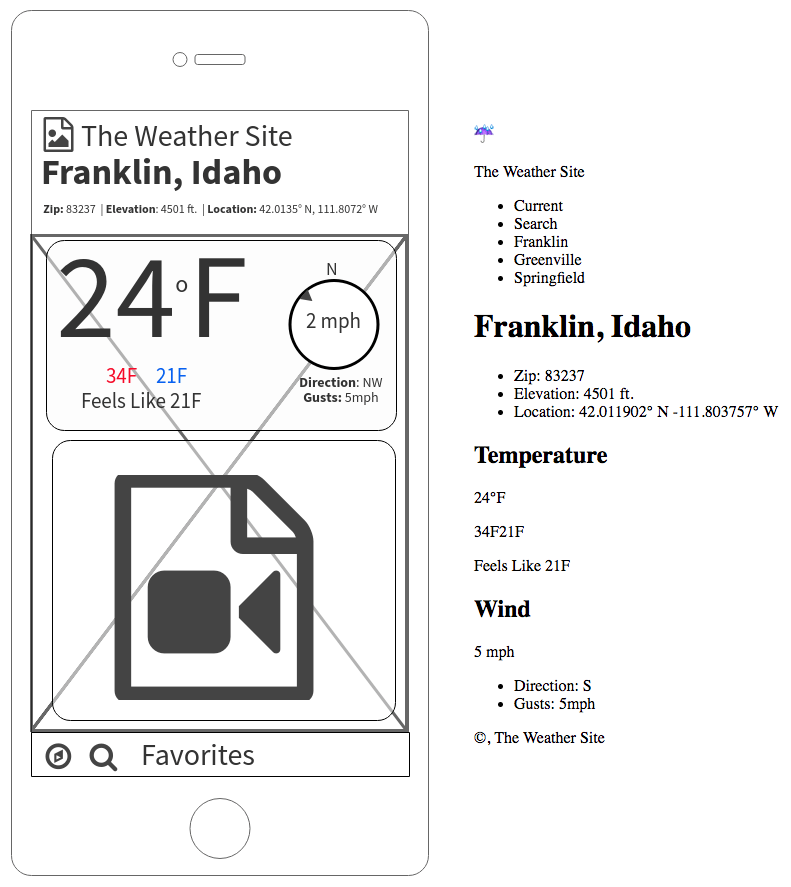 The Weather Site
Franklin, Idaho
Zip: 83237 | Elevation: 4501 ft. | Location: 42.0135° N, 111.8072° W
24°F
34F 21F
Feels Like 21F
N
2 mph
Direction: NW
Gusts: 5mph
Favorites
☔
The Weather Site
• Current
• Search
• Franklin
• Greenville
• Springfield
Franklin, Idaho
• Zip: 83237
• Elevation: 4501 ft.
• Location: 42.011902° N -111.803757° W
Temperature
24°F
34F21F
Feels Like 21F
Wind
5 mph
• Direction: S
• Gusts: 5mph
©, The Weather Site